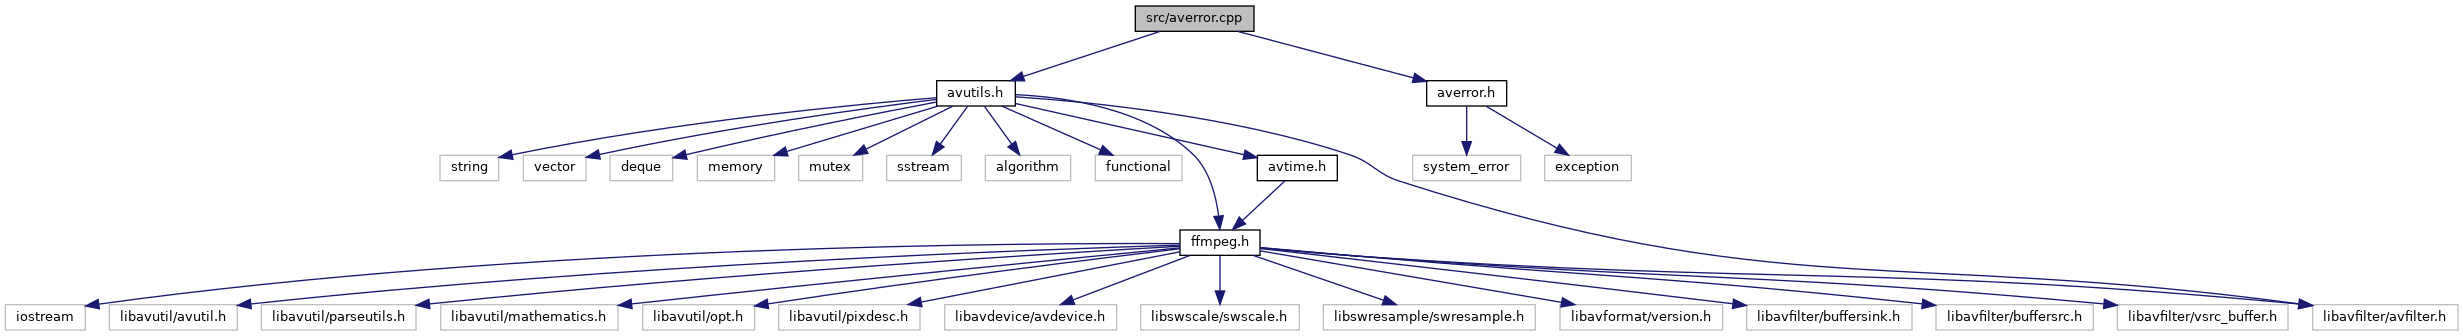 src/averror.cpp
avutils.h
averror.h
string
vector
deque
memory
mutex
sstream
algorithm
functional
avtime.h
system_error
exception
ffmpeg.h
iostream
libavutil/avutil.h
libavutil/parseutils.h
libavutil/mathematics.h
libavutil/opt.h
libavutil/pixdesc.h
libavdevice/avdevice.h
libswscale/swscale.h
libswresample/swresample.h
libavformat/version.h
libavfilter/buffersink.h
libavfilter/buffersrc.h
libavfilter/vsrc_buffer.h
libavfilter/avfilter.h